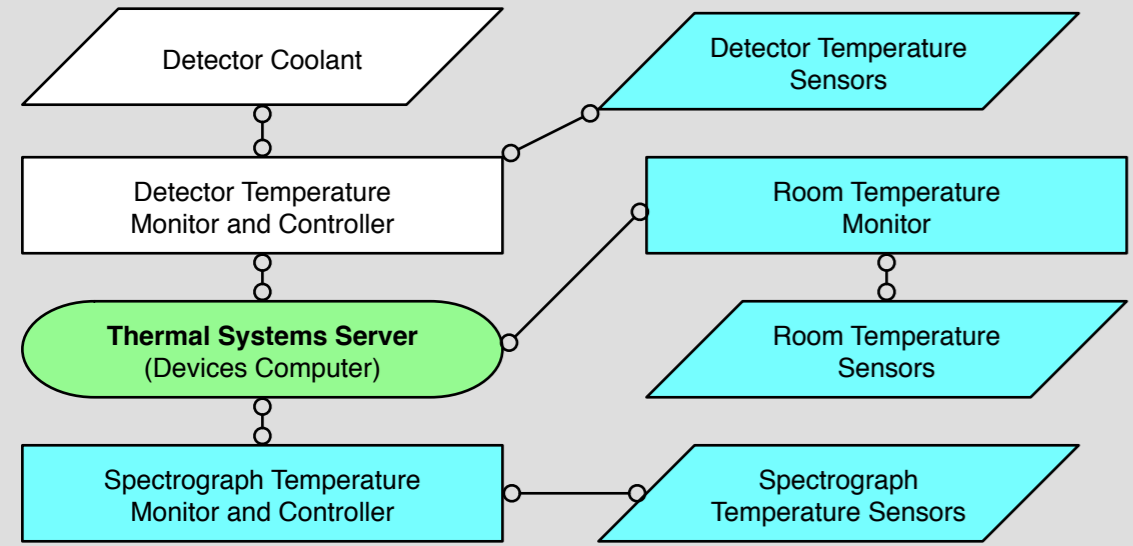 Detector Coolant
Detector Temperature
Sensors
Detector Temperature
Monitor and Controller
Room Temperature
Monitor
Thermal Systems Server
(Devices Computer)
Room Temperature
Sensors
Spectrograph Temperature
Monitor and Controller
Spectrograph
Temperature Sensors